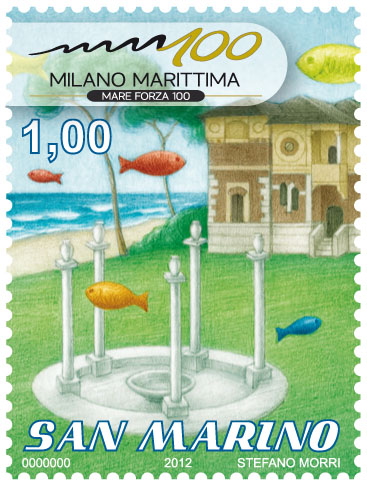 100
MILANO MARITTIMA
MARE FORZA 100
1,00
SAN MARINO
0000000 2012 STEFANO MORRI